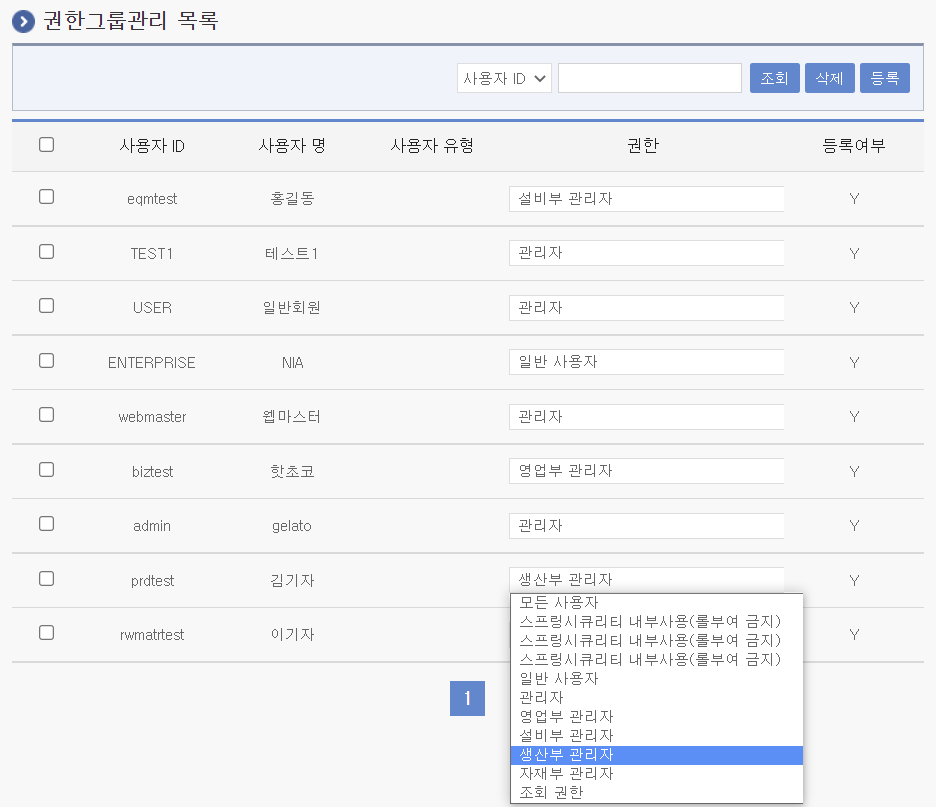 권한그룹관리 목록
사용자 ID 조회 삭제 등록
사용자 ID 사용자 명 사용자 유형 권한 등록여부
eqmtest 홍길동 설비부 관리자 Y
TEST1 테스트1 관리자 Y
USER 일반회원 관리자 Y
ENTERPRISE NIA 일반 사용자 Y
webmaster 웹마스터 관리자 Y
biztest 핫초코 영업부 관리자 Y
admin gelato 관리자 Y
prdtest 김기자 생산부 관리자 Y
rwmatrtest 이기자 Y
모든 사용자
스프링시큐리티 내부사용(롤부여 금지)
스프링시큐리티 내부사용(롤부여 금지)
스프링시큐리티 내부사용(롤부여 금지)
일반 사용자
관리자
영업부 관리자
설비부 관리자
생산부 관리자
자재부 관리자
조회 권한
1